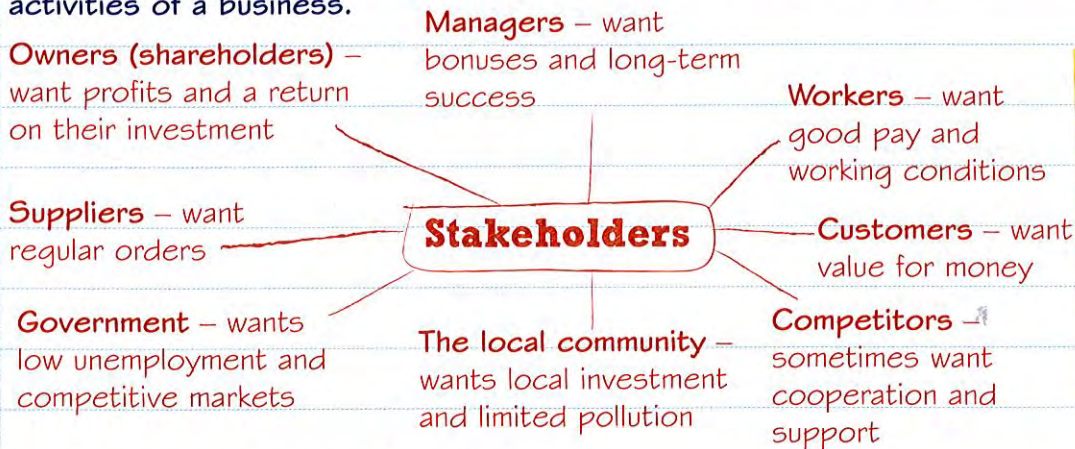 activities of a business.
Managers – want
bonuses and long-term
success
Owners (shareholders) –
want profits and a return
on their investment
Workers – want
good pay and
working conditions
Suppliers – want
regular orders
Stakeholders
Customers – want
value for money
Government – wants
low unemployment and
competitive markets
The local community –
wants local investment
and limited pollution
Competitors –
sometimes want
cooperation and
support